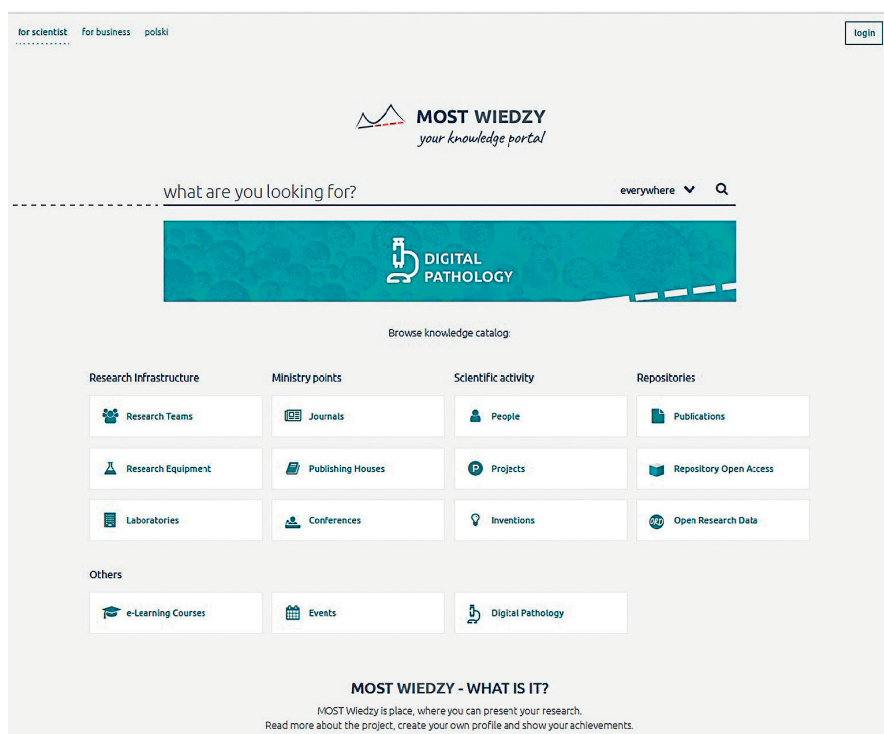 for scientist for business polski login
MOST WIEDZY
your knowledge portal
what are you looking for? everywhere
DIGITAL
PATHOLOGY
Browse knowledge catalog:
Research Infrastructure Ministry points Scientific activity Repositories
Research Teams Journals People Publications
Research Equipment Publishing Houses P Projects Repository Open Access
Laboratories Conferences Inventions ORD Open Research Data
Others
e-Learning Courses Events Digital Pathology
MOST WIEDZY - WHAT IS IT?
MOST Wiedzy is place, where you can present your research.
Read more about the project, create your own profile and show your achievements.